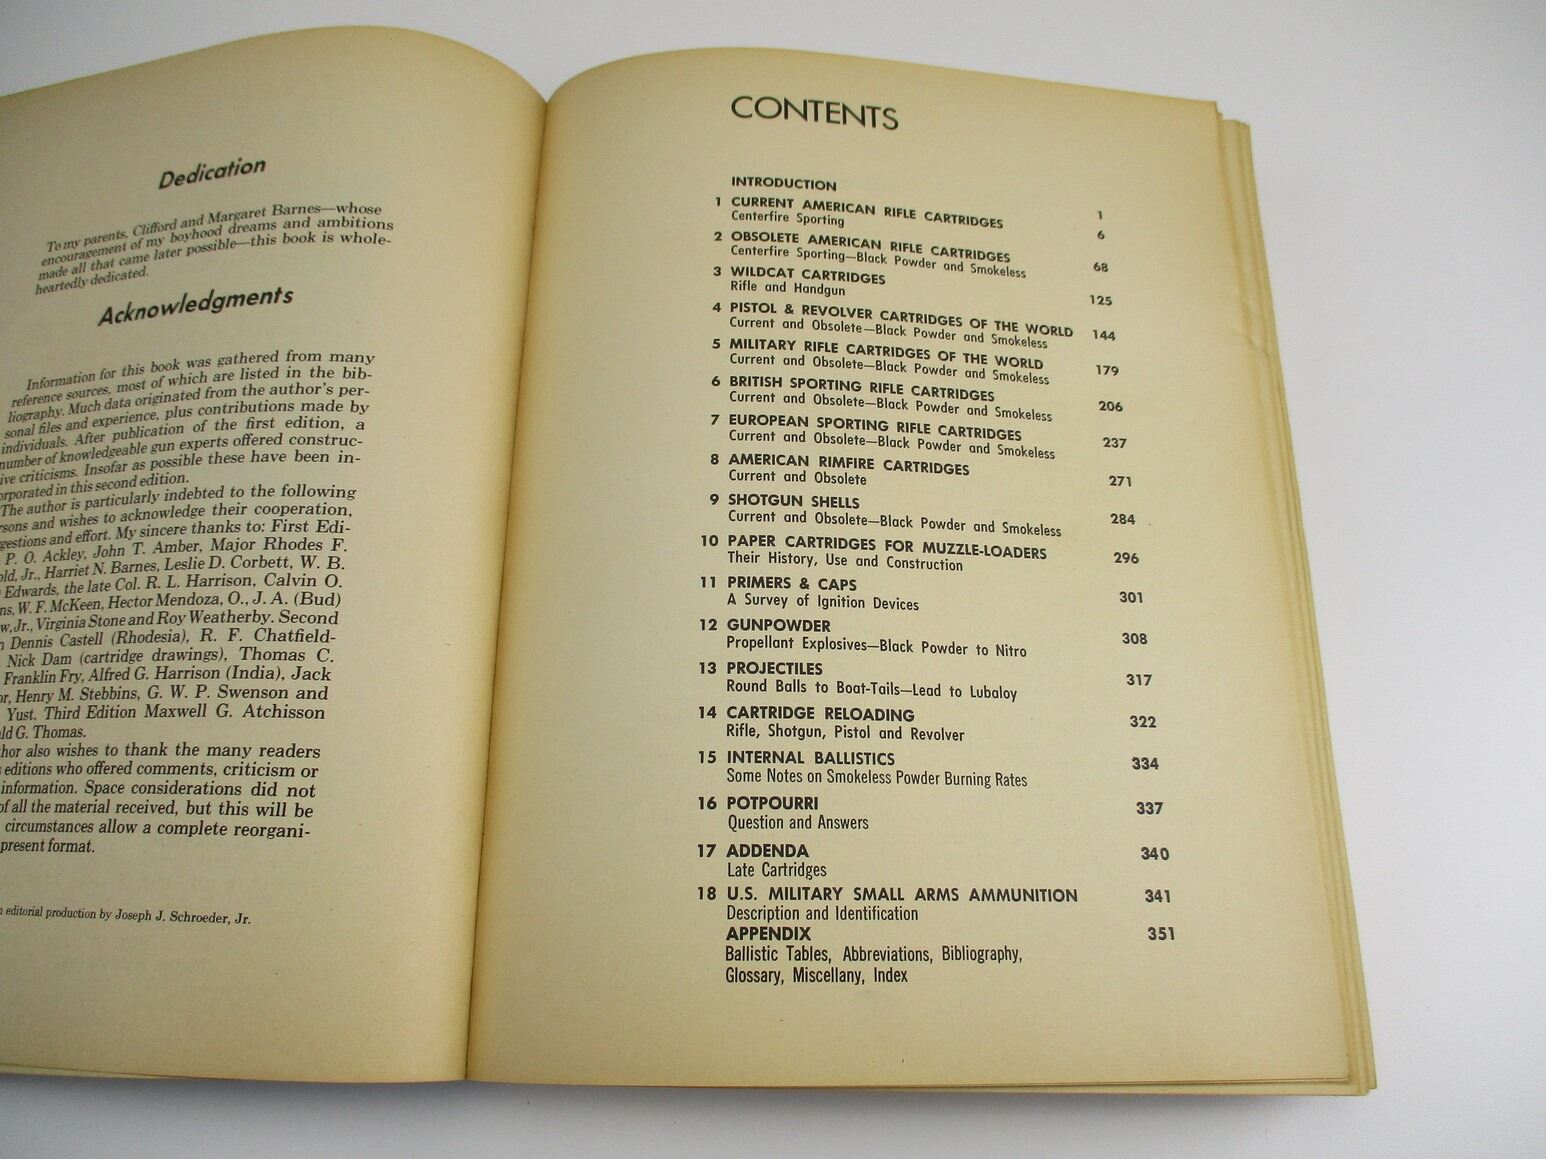 Dedication
To my parents, Clifford and Margaret Barnes—whose
encouragement of my boyhood dreams and ambitions
made all that came later possible—this book is whole-
heartedly dedicated.
Acknowledgments
Information for this book was gathered from many
reference sources, most of which are listed in the bib-
liography. Much data originated from the author's per-
sonal files and experience, plus contributions made by
individuals. After publication of the first edition, a
number of knowledgeable gun experts offered construc-
ive criticisms. Insofar as possible these have been in-
orporated in this second edition.
The author is particularly indebted to the following
rsons and wishes to acknowledge their cooperation,
gestions and effort. My sincere thanks to: First Edi-
P. O. Ackley, John T. Amber, Major Rhodes F.
old, Jr., Harriet N. Barnes, Leslie D. Corbett, W. B.
Edwards, the late Col. R. L. Harrison, Calvin O.
ns, W. F. McKeen, Hector Mendoza, O., J. A. (Bud)
w, Jr., Virginia Stone and Roy Weatherby. Second
Dennis Castell (Rhodesia), R. F. Chatfield-
Nick Dam (cartridge drawings), Thomas C.
Franklin Fry, Alfred G. Harrison (India), Jack
or, Henry M. Stebbins, G. W. P. Swenson and
Yust. Third Edition Maxwell G. Atchisson
ld G. Thomas.
hor also wishes to thank the many readers
editions who offered comments, criticism or
information. Space considerations did not
of all the material received, but this will be
circumstances allow a complete reorgani-
present format.
editorial production by Joseph J. Schroeder, Jr.
CONTENTS
INTRODUCTION 1
1 CURRENT AMERICAN RIFLE CARTRIDGES 6
Centerfire Sporting
2 OBSOLETE AMERICAN RIFLE CARTRIDGES 68
Centerfire Sporting—Black Powder and Smokeless
3 WILDCAT CARTRIDGES 125
Rifle and Handgun
4 PISTOL & REVOLVER CARTRIDGES OF THE WORLD 144
Current and Obsolete—Black Powder and Smokeless
5 MILITARY RIFLE CARTRIDGES OF THE WORLD 179
Current and Obsolete—Black Powder and Smokeless
6 BRITISH SPORTING RIFLE CARTRIDGES 206
Current and Obsolete—Black Powder and Smokeless
7 EUROPEAN SPORTING RIFLE CARTRIDGES 237
Current and Obsolete—Black Powder and Smokeless
8 AMERICAN RIMFIRE CARTRIDGES 271
Current and Obsolete
9 SHOTGUN SHELLS 284
Current and Obsolete—Black Powder and Smokeless
10 PAPER CARTRIDGES FOR MUZZLE-LOADERS 296
Their History, Use and Construction
11 PRIMERS & CAPS 301
A Survey of Ignition Devices
12 GUNPOWDER 308
Propellant Explosives—Black Powder to Nitro
13 PROJECTILES 317
Round Balls to Boat-Tails—Lead to Lubaloy
14 CARTRIDGE RELOADING 322
Rifle, Shotgun, Pistol and Revolver
15 INTERNAL BALLISTICS 334
Some Notes on Smokeless Powder Burning Rates
16 POTPOURRI 337
Question and Answers
17 ADDENDA 340
Late Cartridges
18 U.S. MILITARY SMALL ARMS AMMUNITION 341
Description and Identification
APPENDIX 351
Ballistic Tables, Abbreviations, Bibliography,
Glossary, Miscellany, Index